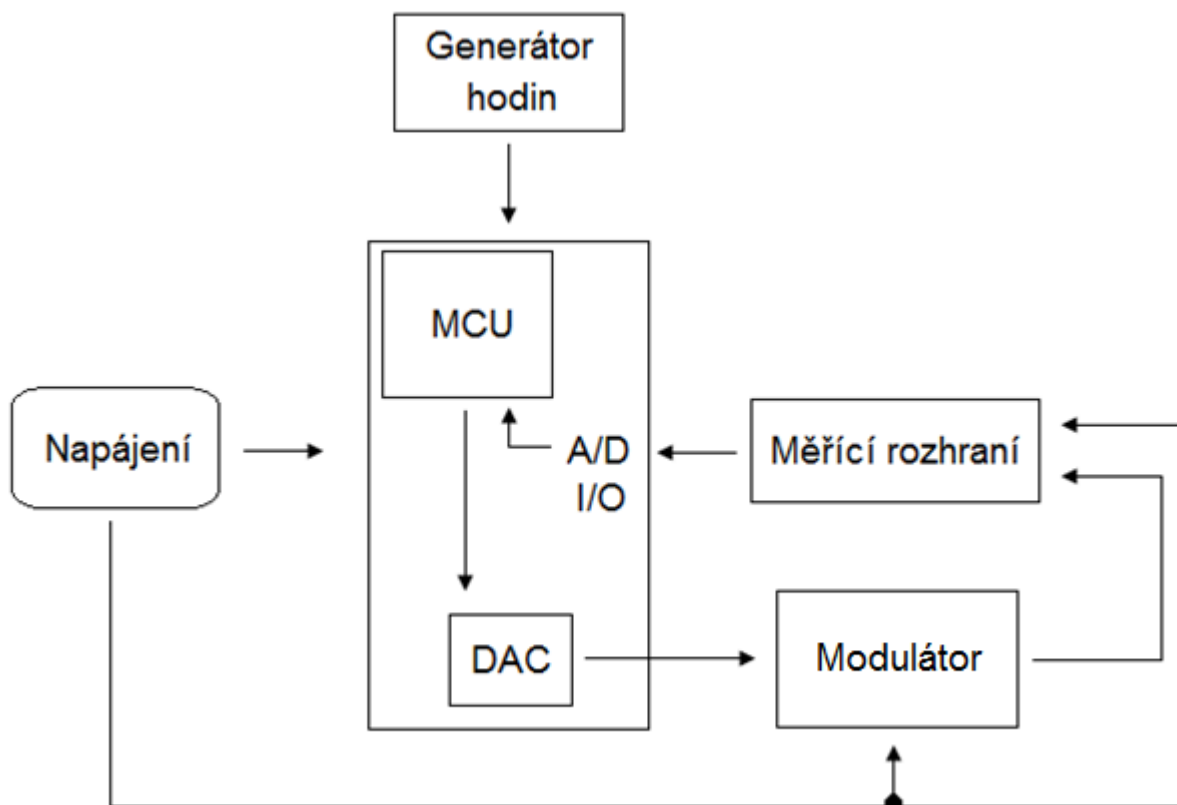 Generátor
hodin
MCU
Napájení
A/D
I/O
Měřící rozhraní
DAC
Modulátor